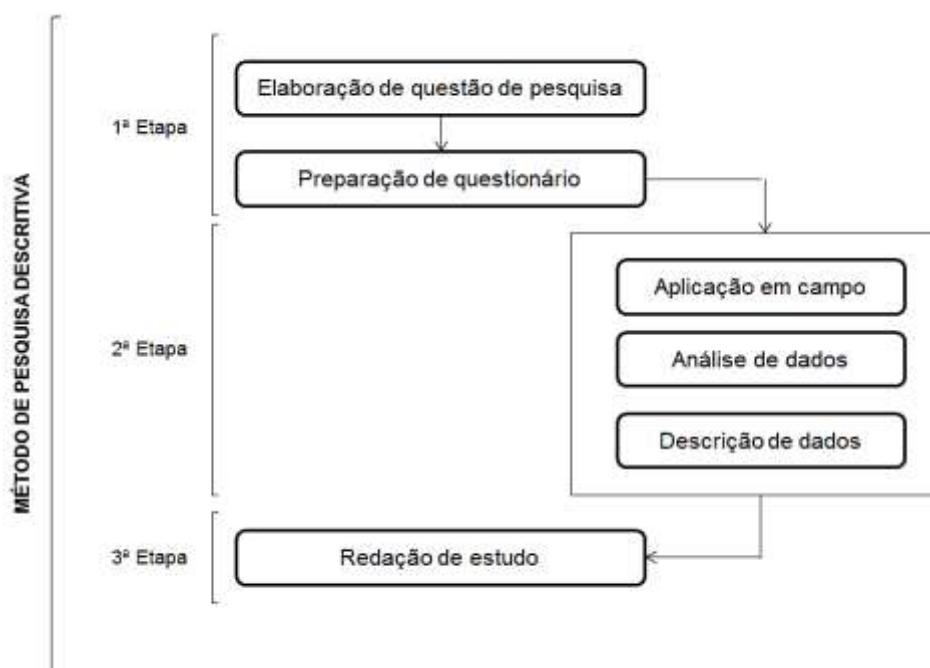 MÉTODO DE PESQUISA DESCRITIVA
1ª Etapa
Elaboração de questão de pesquisa
Preparação de questionário
2ª Etapa
Aplicação em campo
Análise de dados
Descrição de dados
3ª Etapa
Redação de estudo